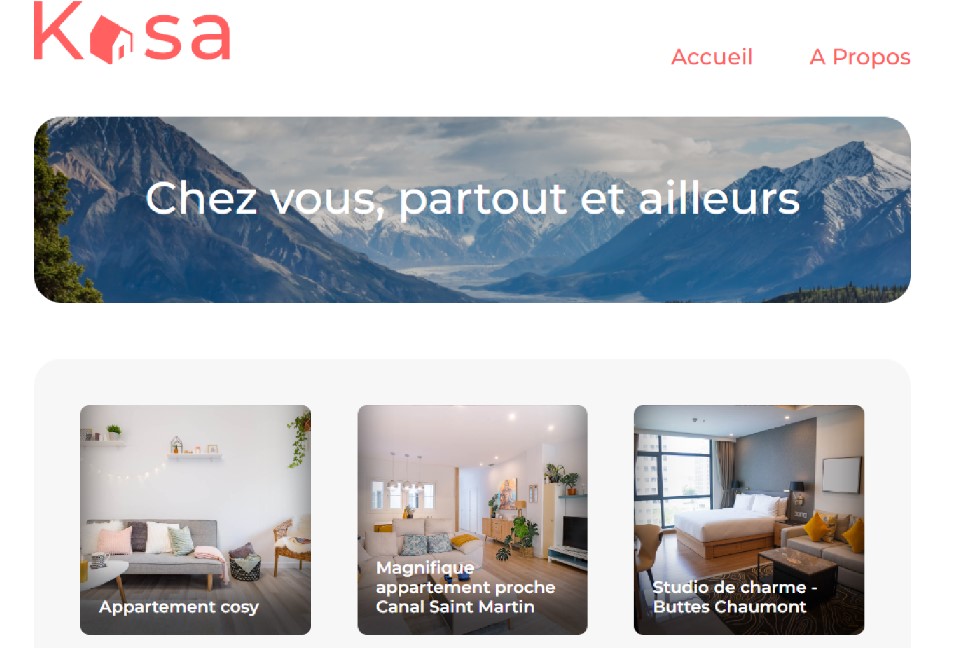 Kasa
Accueil A Propos
Chez vous, partout et ailleurs
Appartement cosy
Magnifique
appartement proche
Canal Saint Martin
Studio de charme -
Buttes Chaumont